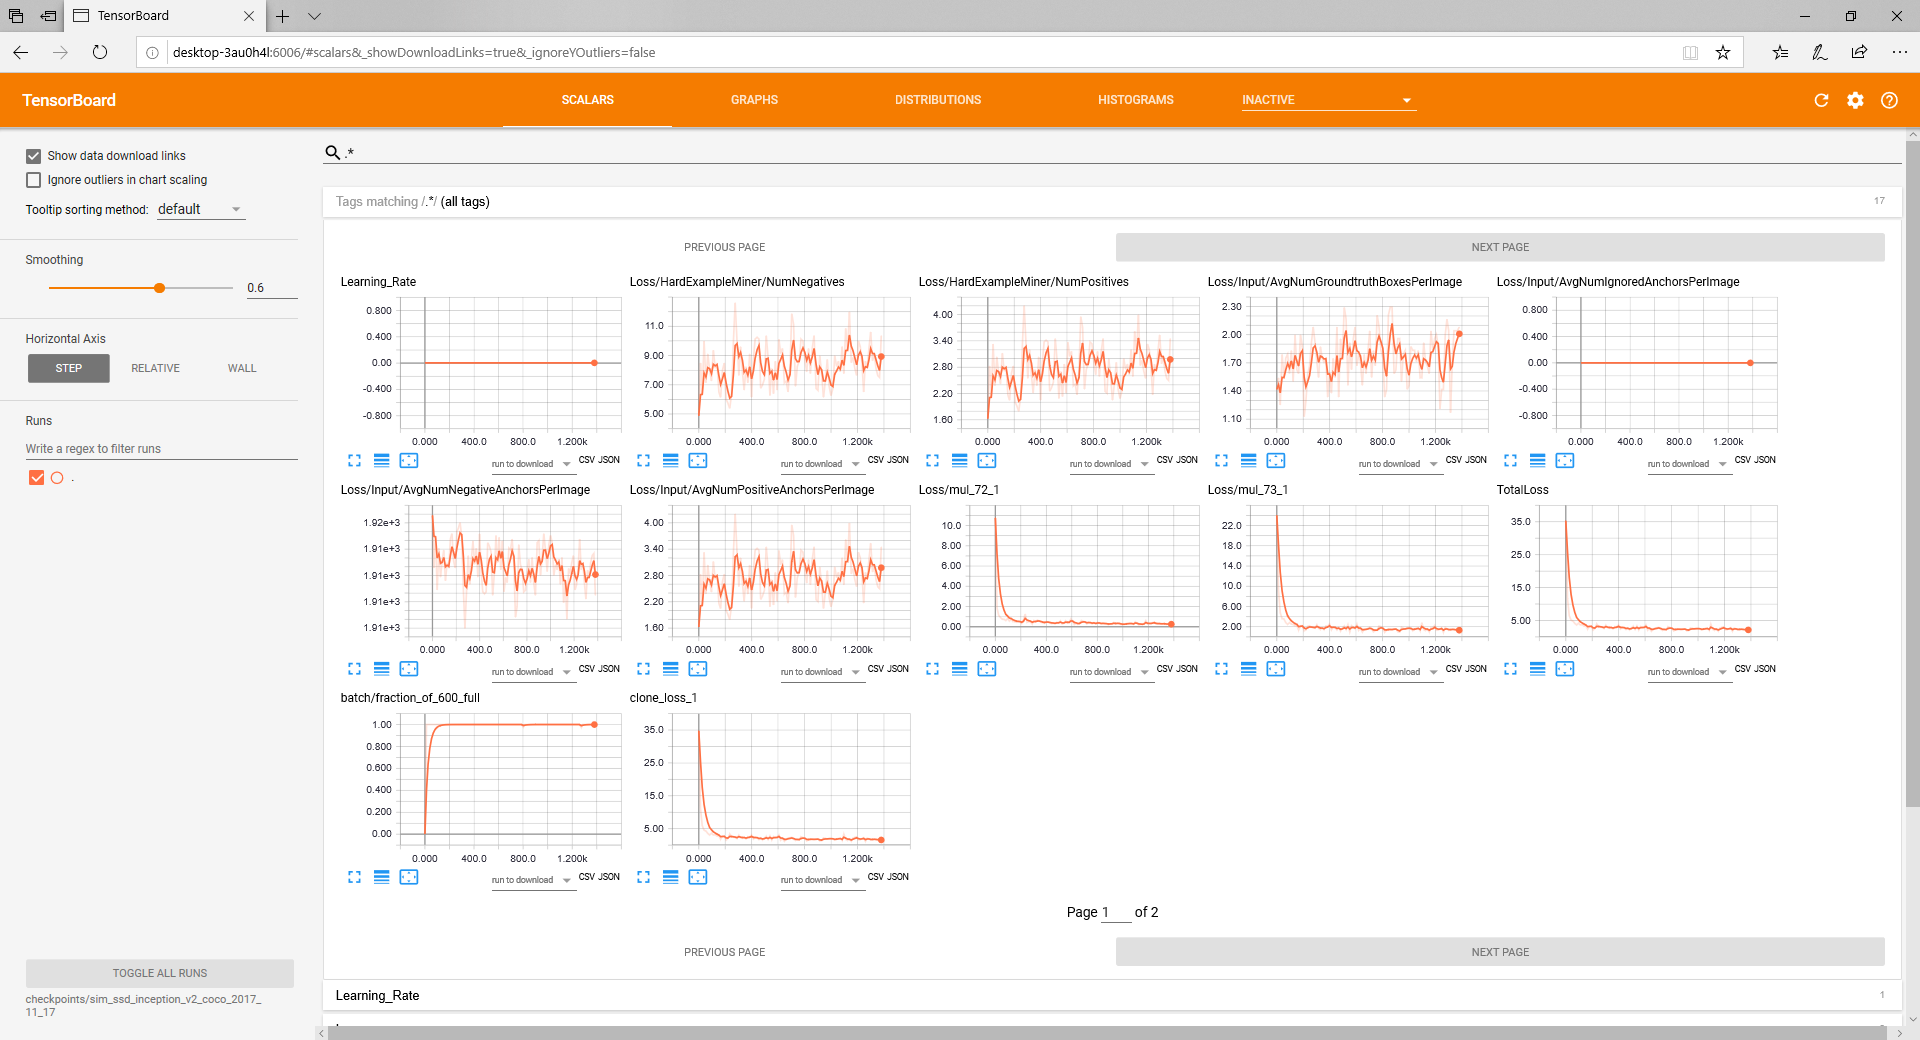 TensorBoard
desktop-3au0h4l:6006/#scalars&_showDownloadLinks=true&_ignoreYOutliers=false
TensorBoard
SCALARS
GRAPHS
DISTRIBUTIONS
HISTOGRAMS
INACTIVE
Show data download links
Ignore outliers in chart scaling
Tooltip sorting method: default
Smoothing
0.6
Horizontal Axis
STEP RELATIVE WALL
Runs
Write a regex to filter runs
.
TOGGLE ALL RUNS
checkpoints/sim_ssd_inception_v2_coco_2017_
11_17
.*
Tags matching /.*/ (all tags)
17
PREVIOUS PAGE
NEXT PAGE
Learning_Rate
0.800
0.400
0.00
-0.400
-0.800
0.000 400.0 800.0 1.200k
run to download CSV JSON
Loss/HardExampleMiner/NumNegatives
11.0
9.00
7.00
5.00
0.000 400.0 800.0 1.200k
run to download CSV JSON
Loss/HardExampleMiner/NumPositives
4.00
3.40
2.80
2.20
1.60
0.000 400.0 800.0 1.200k
run to download CSV JSON
Loss/Input/AvgNumGroundtruthBoxesPerImage
2.30
2.00
1.70
1.40
1.10
0.000 400.0 800.0 1.200k
run to download CSV JSON
Loss/Input/AvgNumIgnoredAnchorsPerImage
0.800
0.400
0.00
-0.400
-0.800
0.000 400.0 800.0 1.200k
run to download CSV JSON
Loss/Input/AvgNumNegativeAnchorsPerImage
1.92e+3
1.91e+3
1.91e+3
1.91e+3
1.91e+3
0.000 400.0 800.0 1.200k
run to download CSV JSON
Loss/Input/AvgNumPositiveAnchorsPerImage
4.00
3.40
2.80
2.20
1.60
0.000 400.0 800.0 1.200k
run to download CSV JSON
Loss/mul_72_1
10.0
8.00
6.00
4.00
2.00
0.00
0.000 400.0 800.0 1.200k
run to download CSV JSON
Loss/mul_73_1
22.0
18.0
14.0
10.0
6.00
2.00
0.000 400.0 800.0 1.200k
run to download CSV JSON
TotalLoss
35.0
25.0
15.0
5.00
0.000 400.0 800.0 1.200k
run to download CSV JSON
batch/fraction_of_600_full
1.00
0.800
0.600
0.400
0.200
0.00
0.000 400.0 800.0 1.200k
run to download CSV JSON
clone_loss_1
35.0
25.0
15.0
5.00
0.000 400.0 800.0 1.200k
run to download CSV JSON
Page 1 of 2
PREVIOUS PAGE
NEXT PAGE
Learning_Rate
1